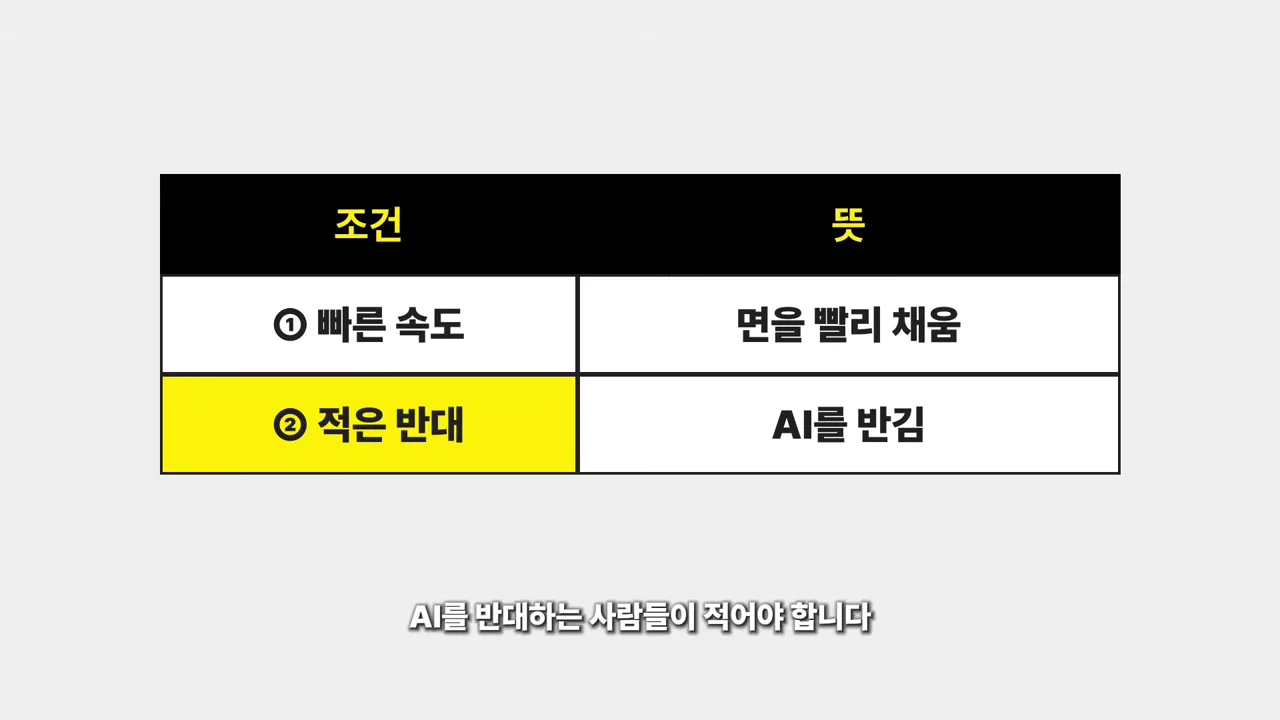 조건 뜻
① 빠른 속도 면을 빨리 채움
② 적은 반대 AI를 반김
AI를 반대하는 사람들이 적어야 합니다